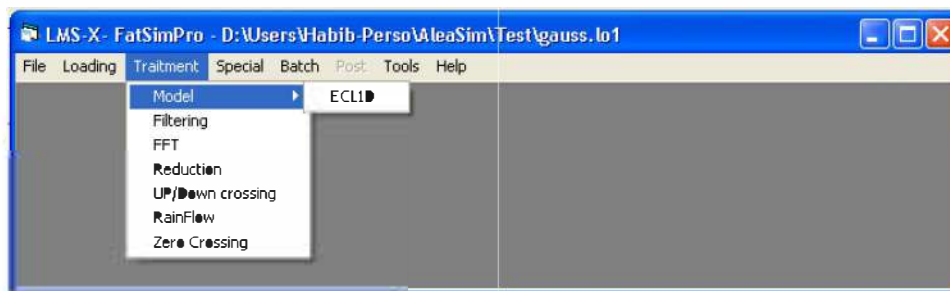 LMS-X- FatSimPro - D:\Users\Habib-Perso\AleaSim\Test\gauss.lo1
File Loading Traitment Special Batch Post Tools Help
Model ECL1D
Filtering
FFT
Reduction
UP/Down crossing
RainFlow
Zero Crossing